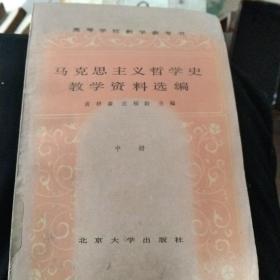 高等学校教学参考书
马克思主义哲学史
教学资料选编
黄枬森 庄福龄 主编
中册
北京大学出版社